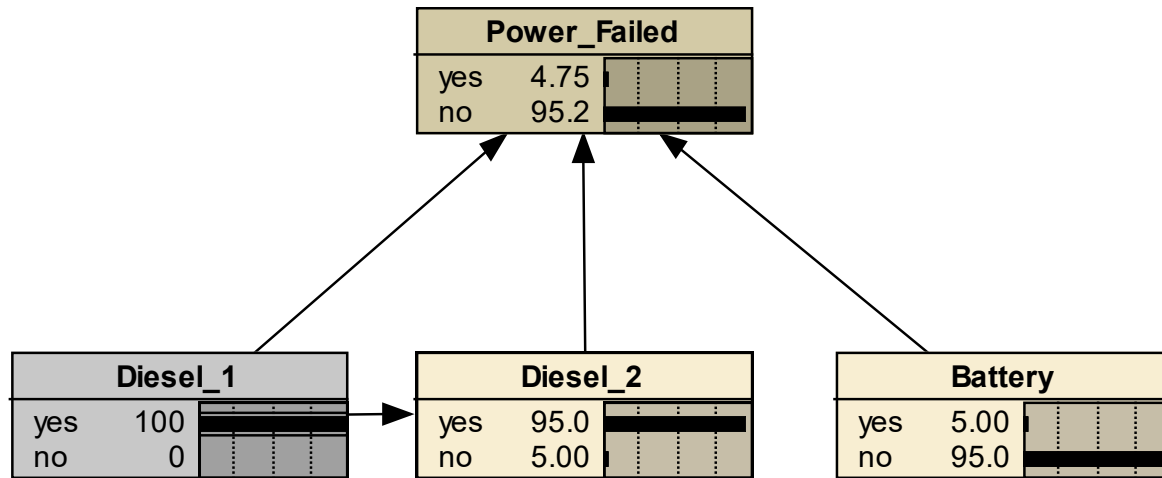 Power_Failed
yes 4.75
no 95.2
Diesel_1
yes 100
no 0
Diesel_2
yes 95.0
no 5.00
Battery
yes 5.00
no 95.0